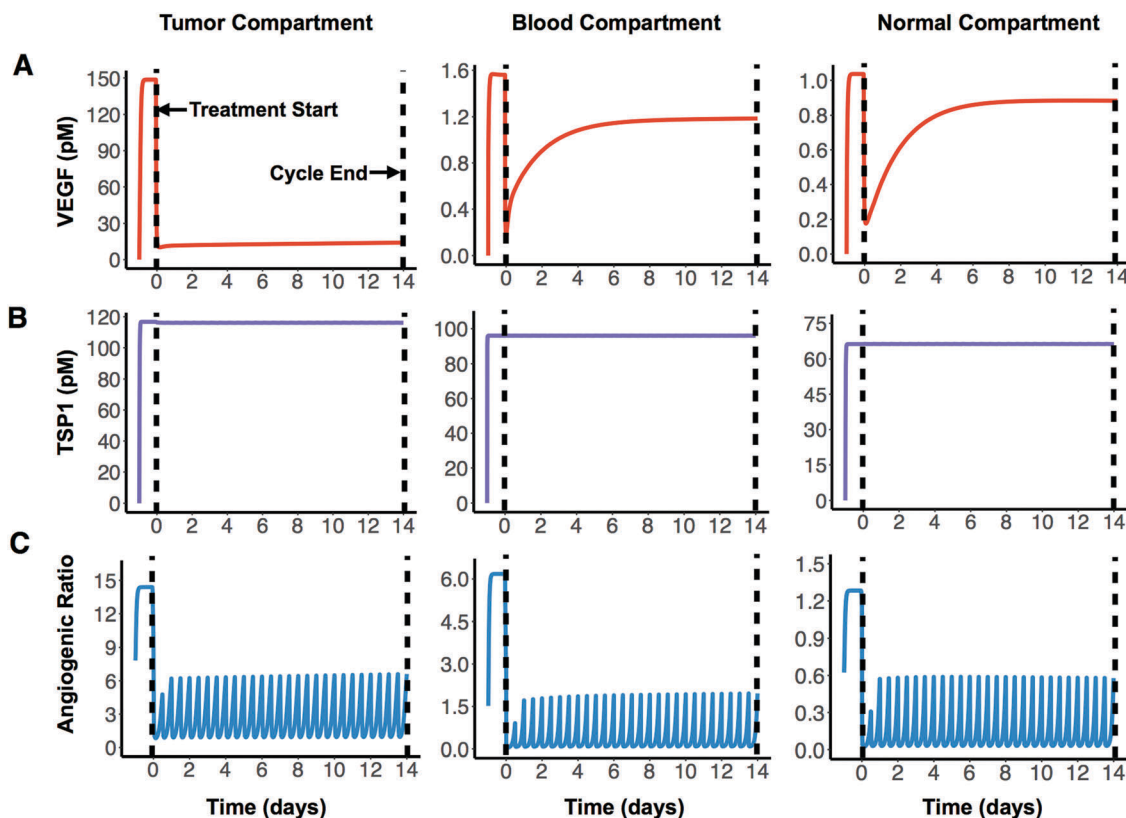 Tumor Compartment Blood Compartment Normal Compartment
A
VEGF (pM)
150
120
90
60
30
0
Treatment Start
Cycle End
0 2 4 6 8 10 12 14
1.6
1.2
0.8
0.4
0.0
0 2 4 6 8 10 12 14
1.0
0.8
0.6
0.4
0.2
0.0
0 2 4 6 8 10 12 14
B
TSP1 (pM)
120
100
80
60
40
20
0
0 2 4 6 8 10 12 14
100
80
60
40
20
0
0 2 4 6 8 10 12 14
75
60
45
30
15
0
0 2 4 6 8 10 12 14
C
Angiogenic Ratio
15
12
9
6
3
0
0 2 4 6 8 10 12 14
6.0
4.5
3.0
1.5
0.0
0 2 4 6 8 10 12 14
1.5
1.2
0.9
0.6
0.3
0.0
0 2 4 6 8 10 12 14
Time (days) Time (days) Time (days)